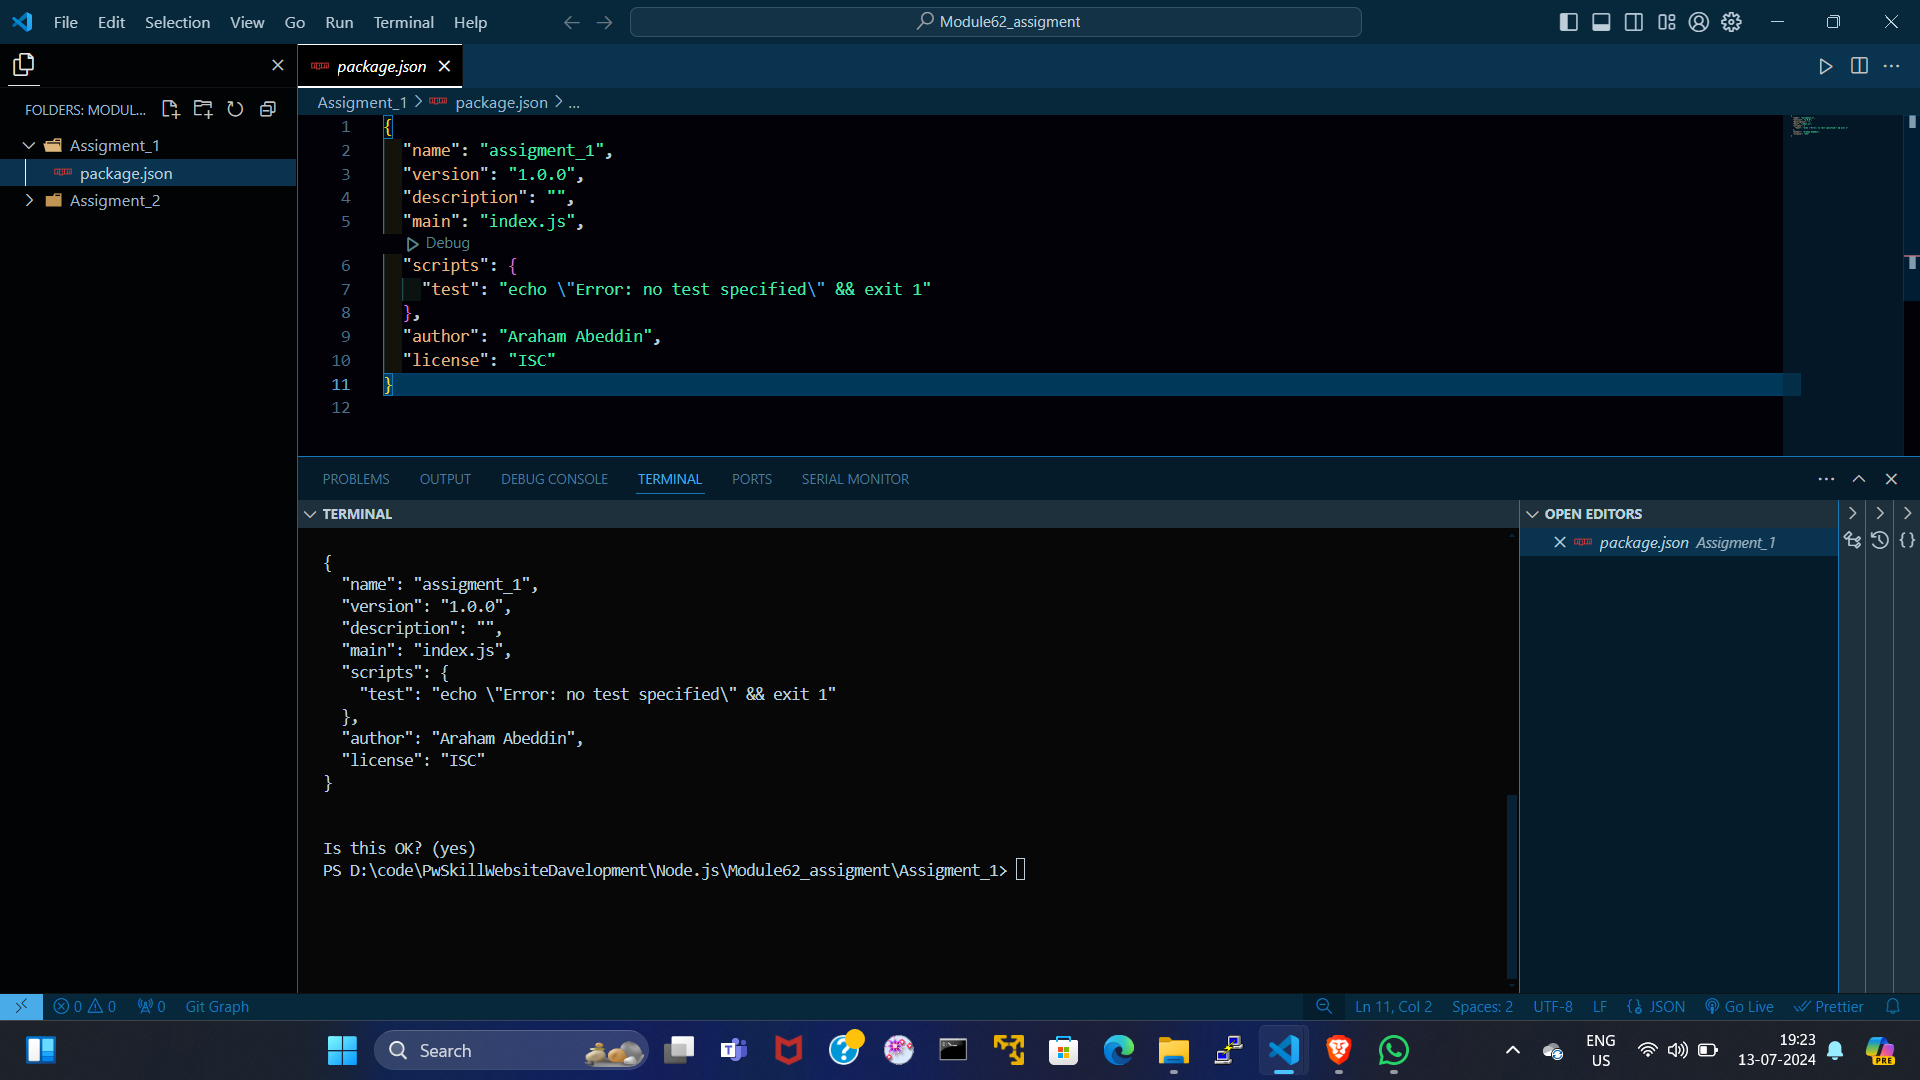 File Edit Selection View Go Run Terminal Help
Module62_assigment
package.json
FOLDERS: MODUL...
Assigment_1
package.json
Assigment_2
Assigment_1 > package.json > ...
1 {
2 "name": "assigment_1",
3 "version": "1.0.0",
4 "description": "",
5 "main": "index.js",
Debug
6 "scripts": {
7 "test": "echo \"Error: no test specified\" && exit 1"
8 },
9 "author": "Araham Abeddin",
10 "license": "ISC"
11 }
12
PROBLEMS OUTPUT DEBUG CONSOLE TERMINAL PORTS SERIAL MONITOR
TERMINAL
{
"name": "assigment_1",
"version": "1.0.0",
"description": "",
"main": "index.js",
"scripts": {
"test": "echo \"Error: no test specified\" && exit 1"
},
"author": "Araham Abeddin",
"license": "ISC"
}
Is this OK? (yes)
PS D:\code\PwSkillWebsiteDavelopment\Node.js\Module62_assigment\Assigment_1>
OPEN EDITORS
package.json Assigment_1
0 0 0 Git Graph
Ln 11, Col 2 Spaces: 2 UTF-8 LF {} JSON Go Live Prettier
Search
ENG
US
19:23
13-07-2024
PRE